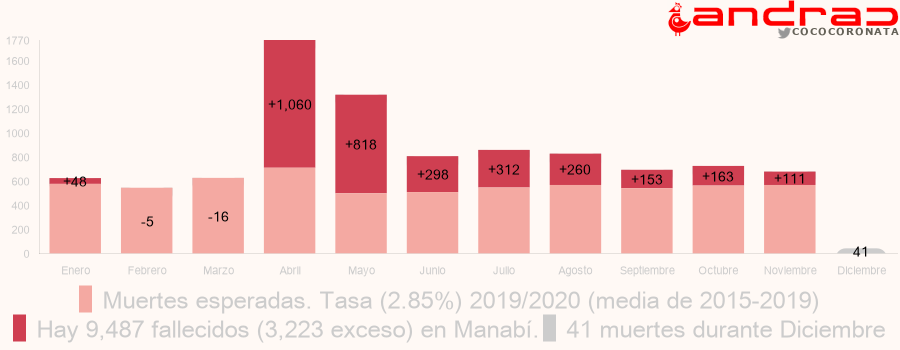 andrac
COCOCORONATA
1770
1600
1400
1200
1000
800
600
400
200
0
+48
-5
-16
+1,060
+818
+298
+312
+260
+153
+163
+111
41
Enero
Febrero
Marzo
Abril
Mayo
Junio
Julio
Agosto
Septiembre
Octubre
Noviembre
Diciembre
Muertes esperadas. Tasa (2.85%) 2019/2020 (media de 2015-2019)
Hay 9,487 fallecidos (3,223 exceso) en Manabí. 41 muertes durante Diciembre